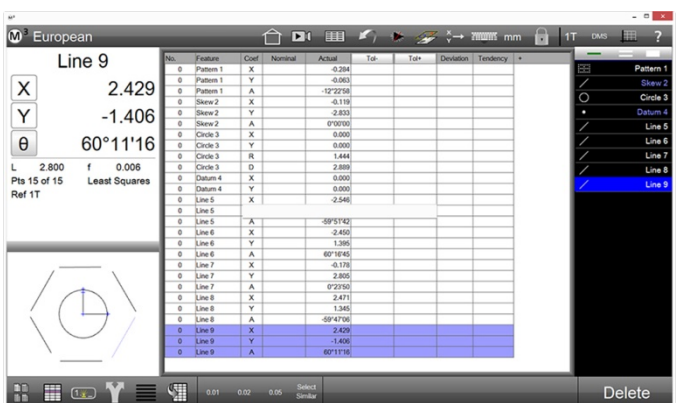 M³ European
mm
1T
DMS
?
Line 9
X 2.429
Y -1.406
θ 60°11'16
L 2.800 f 0.006
Pts 15 of 15 Least Squares
Ref 1T
No. Feature Coef Nominal Actual Tol- Tol+ Deviation Tendency +
0 Pattern 1 X -0.284
0 Pattern 1 Y -0.063
0 Pattern 1 A -12°22'58
0 Skew 2 X -0.119
0 Skew 2 Y -2.833
0 Skew 2 A 0°00'00
0 Circle 3 X 0.000
0 Circle 3 Y 0.000
0 Circle 3 R 1.444
0 Circle 3 D 2.889
0 Datum 4 X 0.000
0 Datum 4 Y 0.000
0 Line 5 X -2.546
0 Line 5
0 Line 5 A -59°51'42
0 Line 6 X -2.450
0 Line 6 Y 1.395
0 Line 6 A 60°16'45
0 Line 7 X -0.178
0 Line 7 Y 2.805
0 Line 7 A 0°23'50
0 Line 8 X 2.471
0 Line 8 Y 1.345
0 Line 8 A -59°47'06
0 Line 9 X 2.429
0 Line 9 Y -1.406
0 Line 9 A 60°11'16
Pattern 1
Skew 2
Circle 3
Datum 4
Line 5
Line 6
Line 7
Line 8
Line 9
0.01 0.02 0.05 Select
Similar
Delete